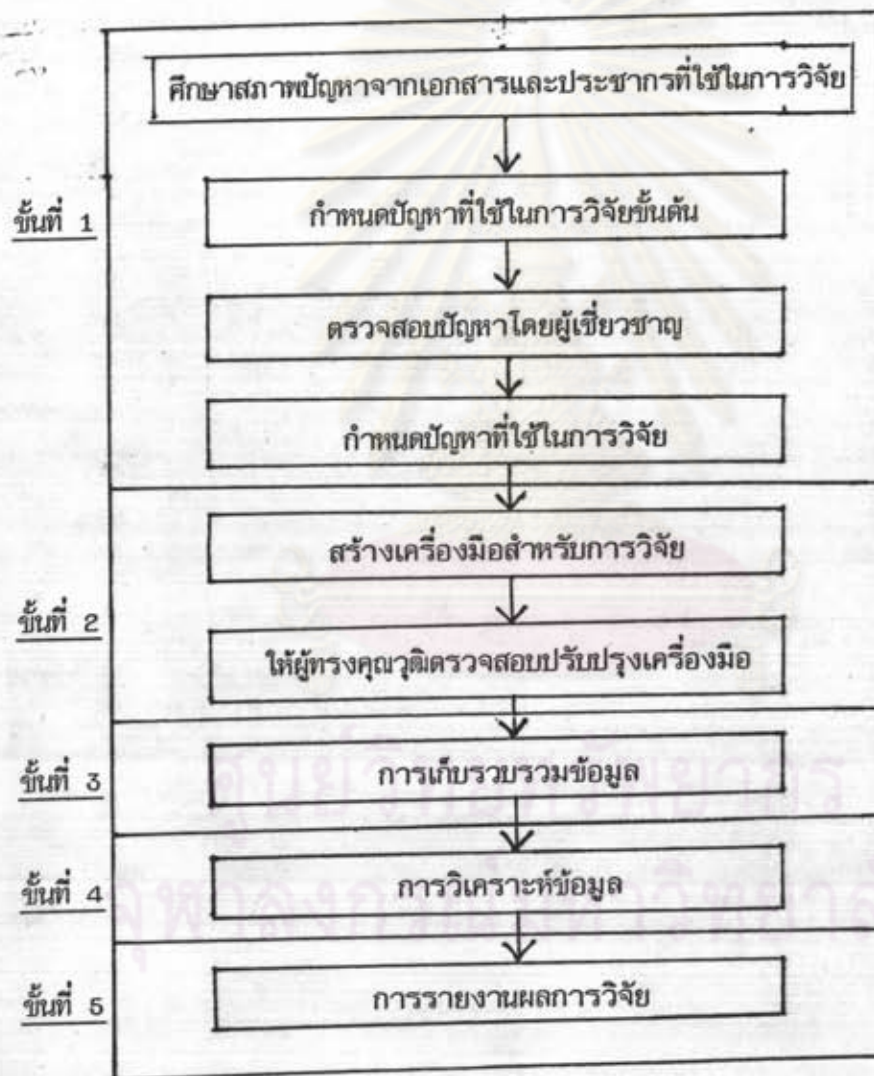 ศึกษาสภาพปัญหาจากเอกสารและประชากรที่ใช้ในการวิจัย
ขั้นที่ 1
กำหนดปัญหาที่ใช้ในการวิจัยขั้นต้น
ตรวจสอบปัญหาโดยผู้เชี่ยวชาญ
กำหนดปัญหาที่ใช้ในการวิจัย
สร้างเครื่องมือสำหรับการวิจัย
ขั้นที่ 2
ให้ผู้ทรงคุณวุฒิตรวจสอบปรับปรุงเครื่องมือ
ขั้นที่ 3
การเก็บรวบรวมข้อมูล
ขั้นที่ 4
การวิเคราะห์ข้อมูล
ขั้นที่ 5
การรายงานผลการวิจัย